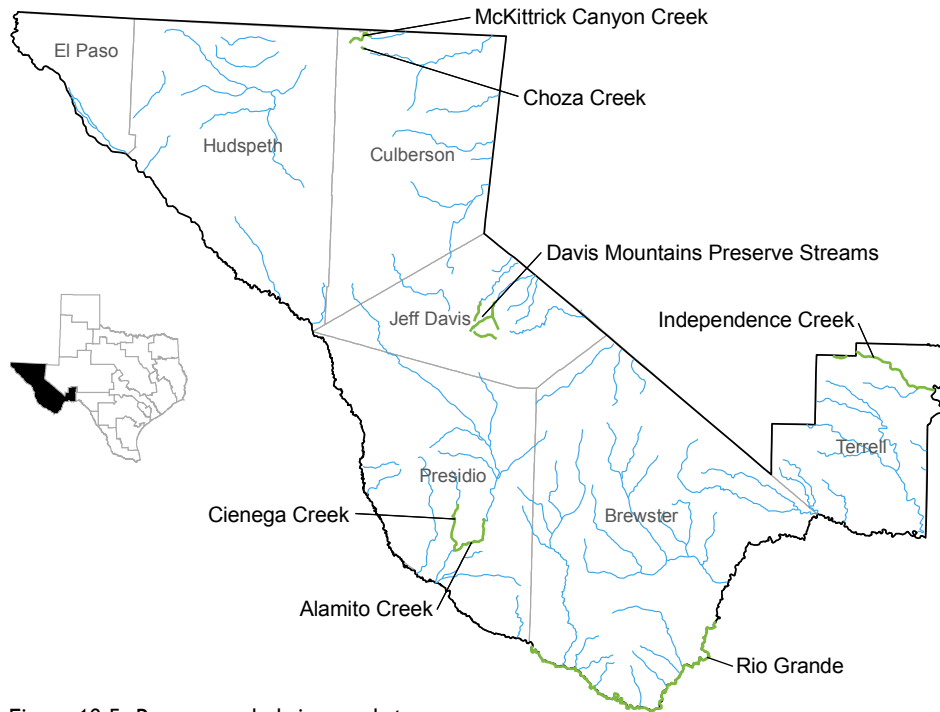 McKittrick Canyon Creek
El Paso
Choza Creek
Hudspeth
Culberson
Davis Mountains Preserve Streams
Jeff Davis
Independence Creek
Terrell
Presidio
Cienega Creek
Brewster
Alamito Creek
Rio Grande
Figure